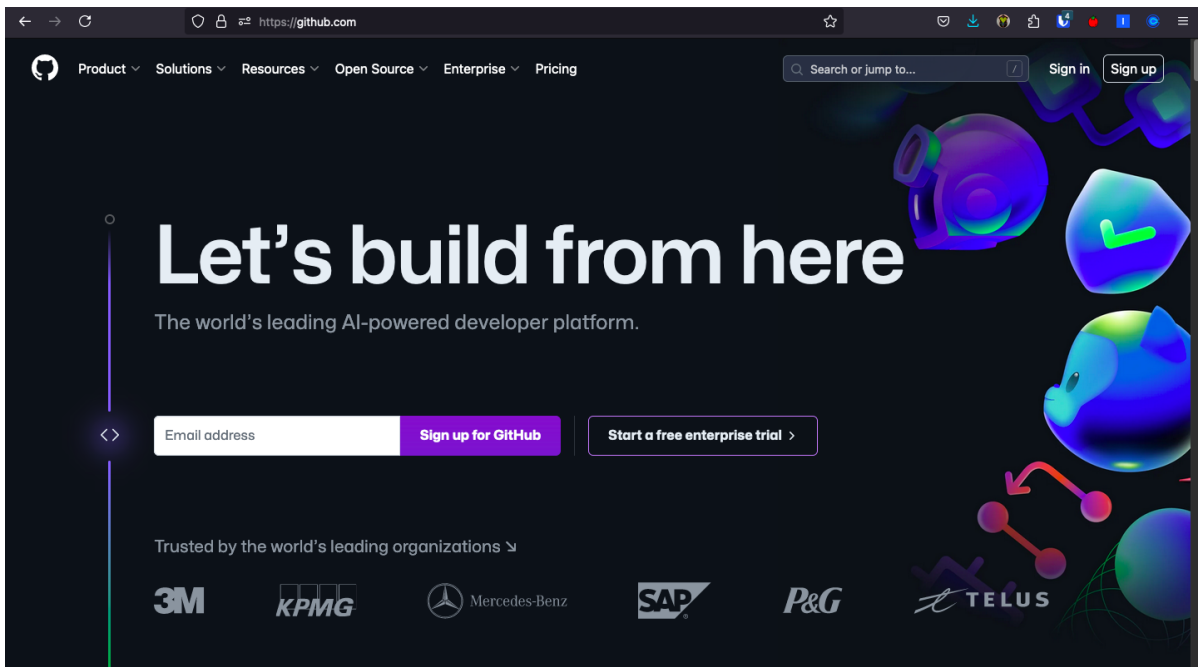 https://github.com
4
Product Solutions Resources Open Source Enterprise Pricing
Search or jump to... /
Sign in Sign up
Let’s build from here
The world’s leading AI-powered developer platform.
Email address Sign up for GitHub Start a free enterprise trial
Trusted by the world’s leading organizations
3M KPMG Mercedes-Benz SAP P&G TELUS